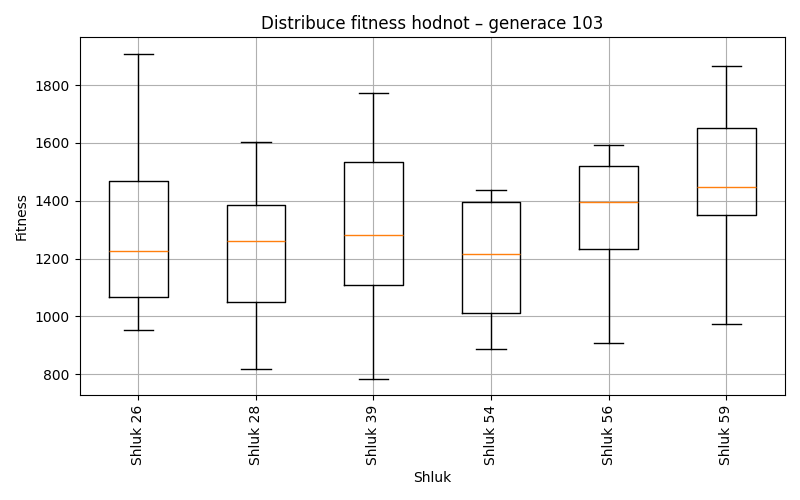 Distribuce fitness hodnot – generace 103
Fitness
1800
1600
1400
1200
1000
800
Shluk 26
Shluk 28
Shluk 39
Shluk 54
Shluk 56
Shluk 59
Shluk